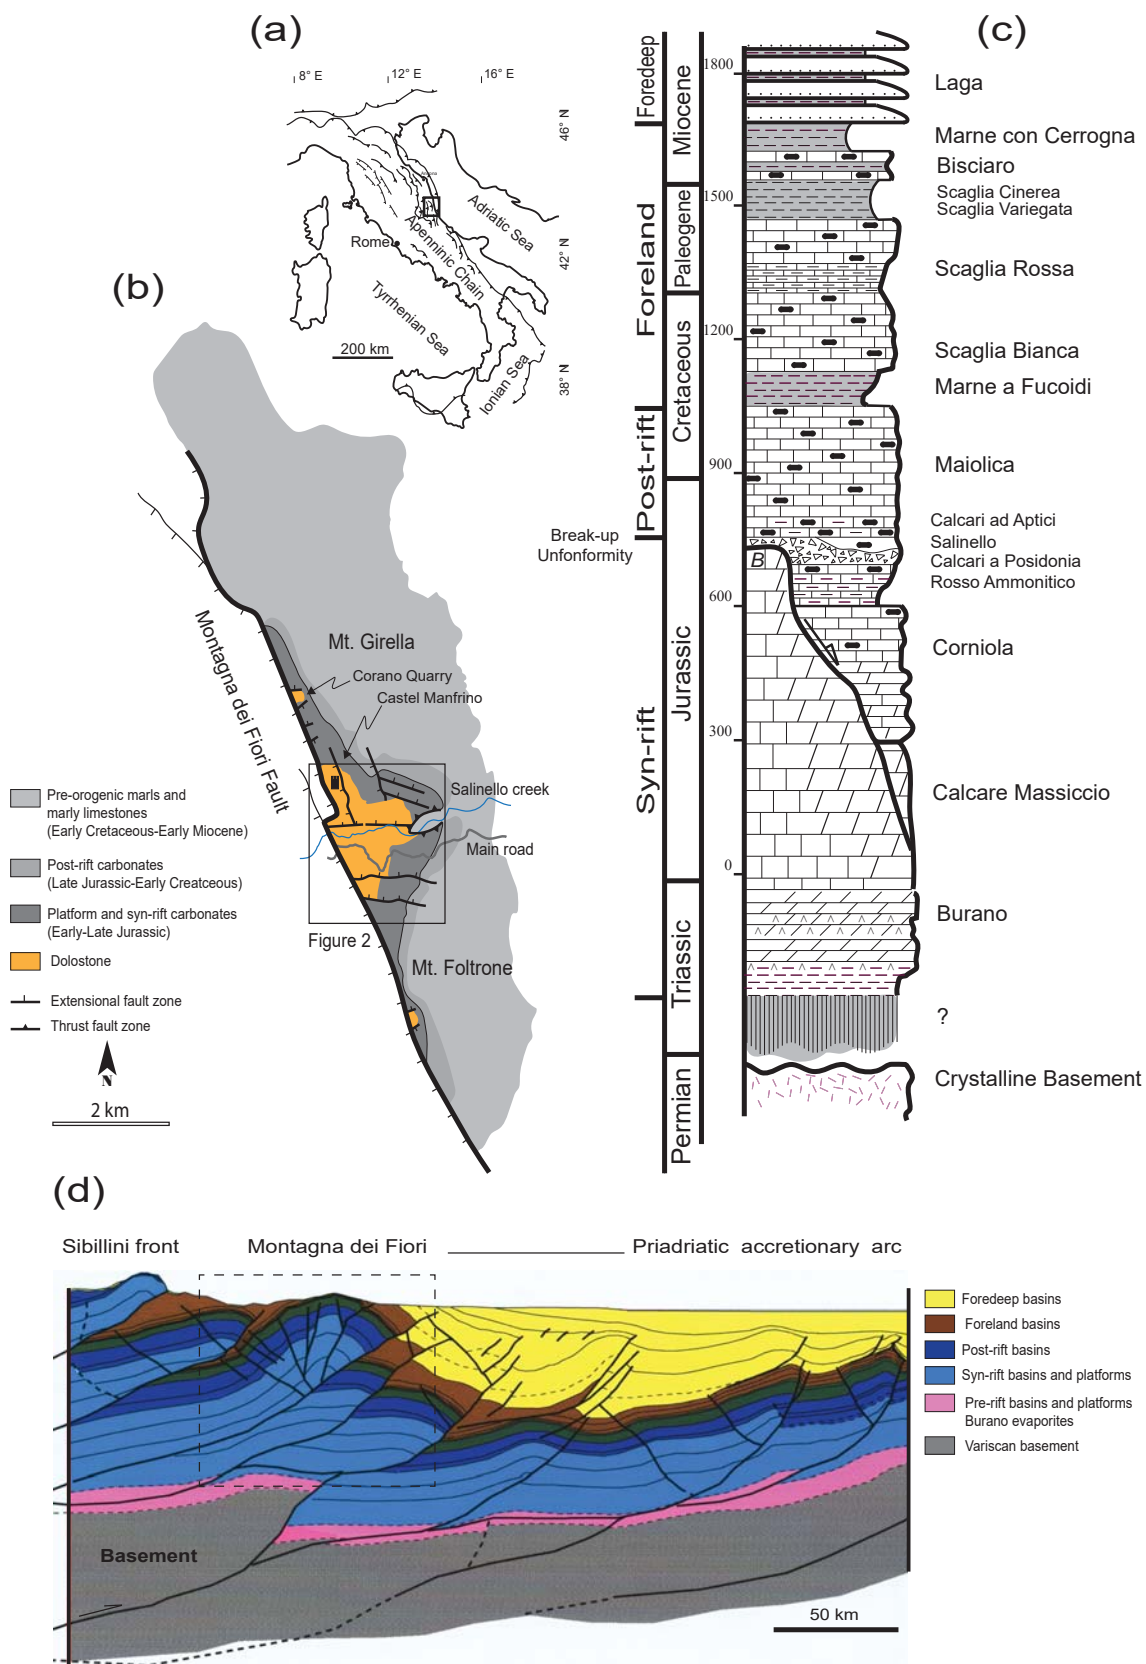 (a)
8° E
12° E
16° E
46° N
42° N
38° N
Ancona
Adriatic Sea
Rome
Apenninic Chain
Tyrrhenian Sea
Ionian Sea
200 km
(b)
Montagna dei Fiori Fault
Mt. Girella
Corano Quarry
Castel Manfrino
Salinello creek
Main road
Figure 2
Mt. Foltrone
Pre-orogenic marls and
marly limestones
(Early Cretaceous-Early Miocene)
Post-rift carbonates
(Late Jurassic-Early Creatceous)
Platform and syn-rift carbonates
(Early-Late Jurassic)
Dolostone
Extensional fault zone
Thrust fault zone
N
2 km
(c)
Foredeep
Foreland
Post-rift
Break-up
Unfonformity
Syn-rift
Miocene
Paleogene
Cretaceous
Jurassic
Triassic
Permian
1800
1500
1200
900
600
300
0
B
Laga
Marne con Cerrogna
Bisciaro
Scaglia Cinerea
Scaglia Variegata
Scaglia Rossa
Scaglia Bianca
Marne a Fucoidi
Maiolica
Calcari ad Aptici
Salinello
Calcari a Posidonia
Rosso Ammonitico
Corniola
Calcare Massiccio
Burano
?
Crystalline Basement
(d)
Sibillini front
Montagna dei Fiori
Priadriatic accretionary arc
Basement
50 km
Foredeep basins
Foreland basins
Post-rift basins
Syn-rift basins and platforms
Pre-rift basins and platforms
Burano evaporites
Variscan basement